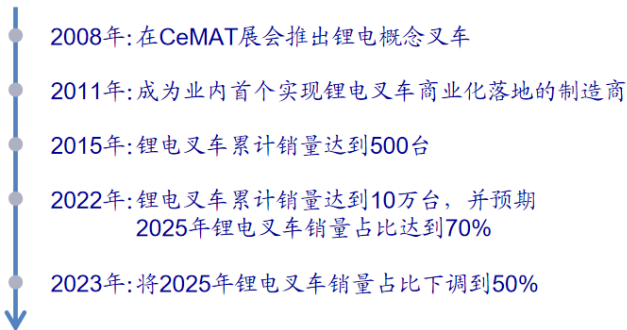 2008年:在CeMAT展会推出锂电概念叉车
2011年:成为业内首个实现锂电叉车商业化落地的制造商
2015年:锂电叉车累计销量达到500台
2022年:锂电叉车累计销量达到10万台，并预期
2025年锂电叉车销量占比达到70%
2023年:将2025年锂电叉车销量占比下调到50%